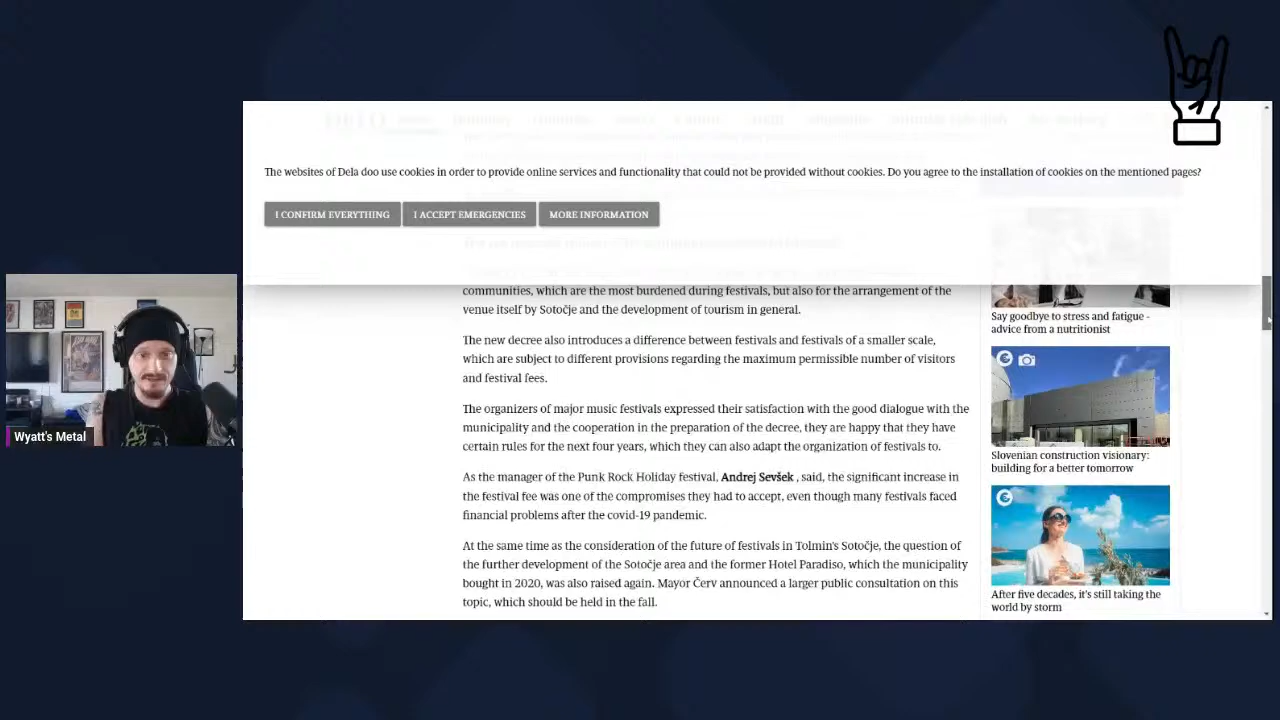 The websites of Dela doo use cookies in order to provide online services and functionality that could not be provided without cookies. Do you agree to the installation of cookies on the mentioned pages?
I CONFIRM EVERYTHING
I ACCEPT EMERGENCIES
MORE INFORMATION
communities, which are the most burdened during festivals, but also for the arrangement of the
venue itself by Sotočje and the development of tourism in general.
The new decree also introduces a difference between festivals and festivals of a smaller scale,
which are subject to different provisions regarding the maximum permissible number of visitors
and festival fees.
The organizers of major music festivals expressed their satisfaction with the good dialogue with the
municipality and the cooperation in the preparation of the decree, they are happy that they have
certain rules for the next four years, which they can also adapt the organization of festivals to.
As the manager of the Punk Rock Holiday festival, Andrej Sevšek , said, the significant increase in
the festival fee was one of the compromises they had to accept, even though many festivals faced
financial problems after the covid-19 pandemic.
At the same time as the consideration of the future of festivals in Tolmin's Sotočje, the question of
the further development of the Sotočje area and the former Hotel Paradiso, which the municipality
bought in 2020, was also raised again. Mayor Červ announced a larger public consultation on this
topic, which should be held in the fall.
Say goodbye to stress and fatigue -
advice from a nutritionist
Slovenian construction visionary:
building for a better tomorrow
After five decades, it's still taking the
world by storm
Wyatt's Metal